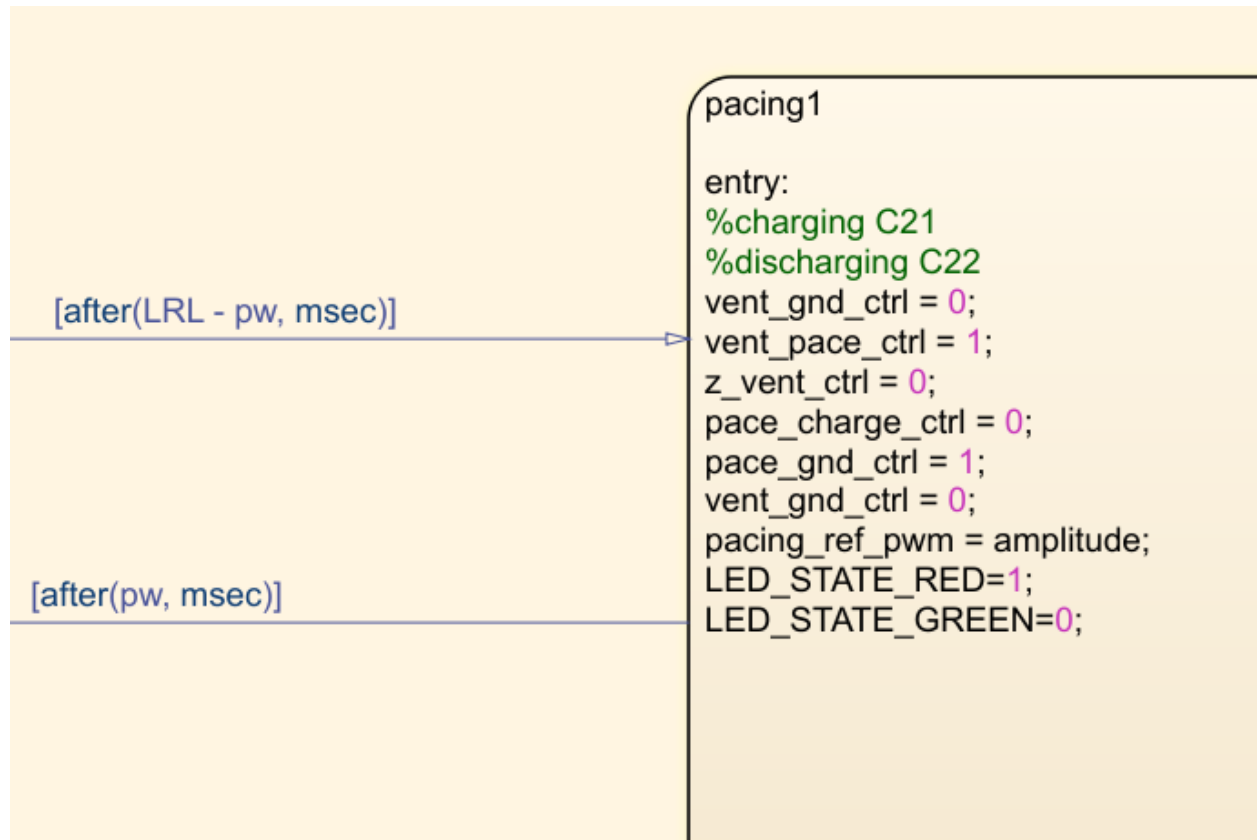 pacing1
entry:
%charging C21
%discharging C22
[after(LRL - pw, msec)]
vent_gnd_ctrl = 0;
vent_pace_ctrl = 1;
z_vent_ctrl = 0;
pace_charge_ctrl = 0;
pace_gnd_ctrl = 1;
vent_gnd_ctrl = 0;
pacing_ref_pwm = amplitude;
LED_STATE_RED=1;
[after(pw, msec)]
LED_STATE_GREEN=0;